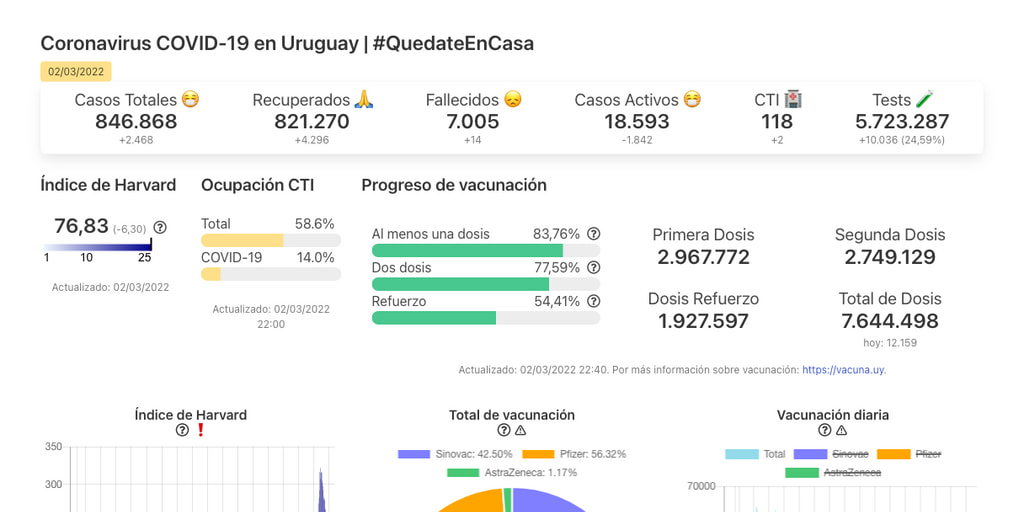 Coronavirus COVID-19 en Uruguay | #QuedateEnCasa
02/03/2022
Casos Totales Recuperados Fallecidos Casos Activos CTI Tests
846.868 821.270 7.005 18.593 118 5.723.287
+2.468 +4.296 +14 -1.842 +2 +10.036 (24,59%)
Índice de Harvard
76,83 (-6,30)
1 10 25
Actualizado: 02/03/2022
Ocupación CTI
Total 58.6%
COVID-19 14.0%
Actualizado: 02/03/2022
22:00
Progreso de vacunación
Al menos una dosis 83,76%
Dos dosis 77,59%
Refuerzo 54,41%
Primera Dosis
2.967.772
Segunda Dosis
2.749.129
Dosis Refuerzo
1.927.597
Total de Dosis
7.644.498
hoy: 12.159
Actualizado: 02/03/2022 22:40. Por más información sobre vacunación: https://vacuna.uy.
Índice de Harvard
350
300
Total de vacunación
Sinovac: 42.50% Pfizer: 56.32%
AstraZeneca: 1.17%
Vacunación diaria
Total Sinovac Pfizer
AstraZeneca
70000